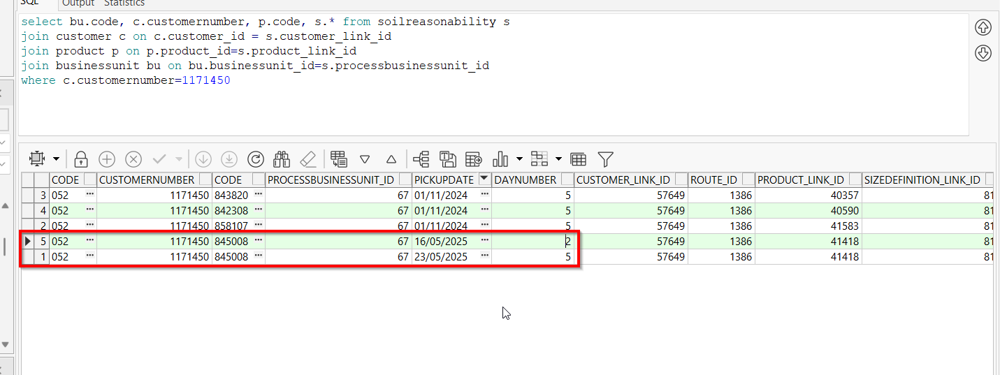 SQL Output Statistics
select bu.code, c.customernumber, p.code, s.* from soilreasonability s
join customer c on c.customer_id = s.customer_link_id
join product p on p.product_id=s.product_link_id
join businessunit bu on bu.businessunit_id=s.processbusinessunit_id
where c.customernumber=1171450
CODE CUSTOMERNUMBER CODE PROCESSBUSINESSUNIT_ID PICKUPDATE DAYNUMBER CUSTOMER_LINK_ID ROUTE_ID PRODUCT_LINK_ID SIZEDEFINITION_LINK_ID
3 052 ... 1171450 843820 ... 67 01/11/2024 ... 5 57649 1386 40357 81
4 052 ... 1171450 842308 ... 67 01/11/2024 ... 5 57649 1386 40590 81
2 052 ... 1171450 858107 ... 67 01/11/2024 ... 5 57649 1386 41583 81
5 052 ... 1171450 845008 ... 67 16/05/2025 ... 2 57649 1386 41418 81
1 052 ... 1171450 845008 ... 67 23/05/2025 ... 5 57649 1386 41418 81